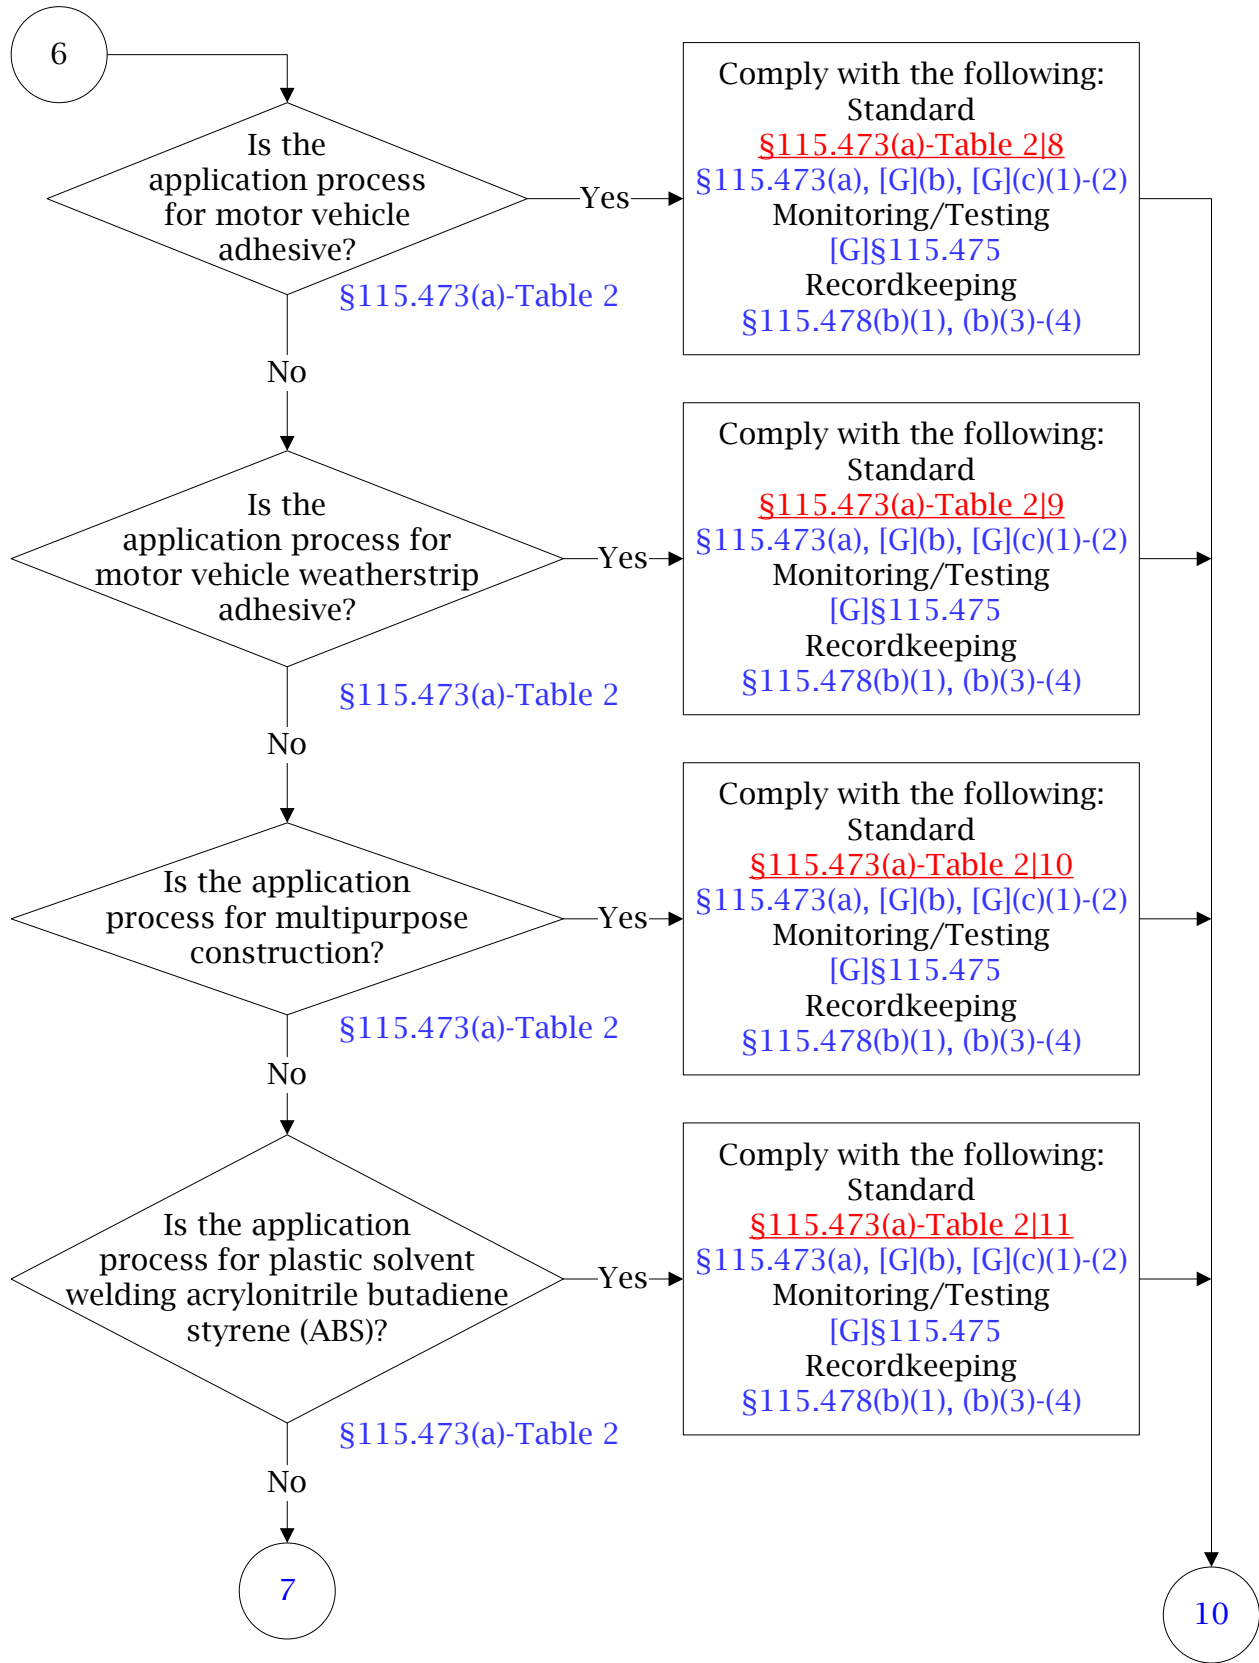 6
Is the
application process
for motor vehicle
adhesive?
Yes
§115.473(a)-Table 2
No
Comply with the following:
Standard
§115.473(a)-Table 2|8
§115.473(a), [G](b), [G](c)(1)-(2)
Monitoring/Testing
[G]§115.475
Recordkeeping
§115.478(b)(1), (b)(3)-(4)
Is the
application process for
motor vehicle weatherstrip
adhesive?
Yes
§115.473(a)-Table 2
No
Comply with the following:
Standard
§115.473(a)-Table 2|9
§115.473(a), [G](b), [G](c)(1)-(2)
Monitoring/Testing
[G]§115.475
Recordkeeping
§115.478(b)(1), (b)(3)-(4)
Is the application
process for multipurpose
construction?
Yes
§115.473(a)-Table 2
No
Comply with the following:
Standard
§115.473(a)-Table 2|10
§115.473(a), [G](b), [G](c)(1)-(2)
Monitoring/Testing
[G]§115.475
Recordkeeping
§115.478(b)(1), (b)(3)-(4)
Is the application
process for plastic solvent
welding acrylonitrile butadiene
styrene (ABS)?
Yes
§115.473(a)-Table 2
No
Comply with the following:
Standard
§115.473(a)-Table 2|11
§115.473(a), [G](b), [G](c)(1)-(2)
Monitoring/Testing
[G]§115.475
Recordkeeping
§115.478(b)(1), (b)(3)-(4)
7
10